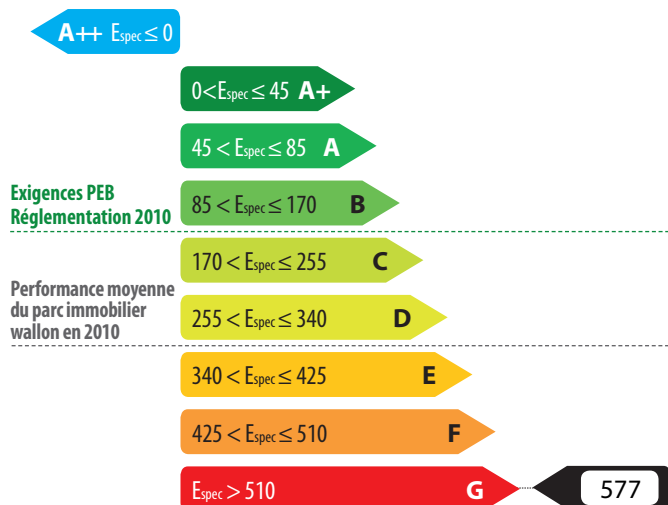 A++ Espec ≤ 0
0<Espec ≤ 45 A+
45 < Espec ≤ 85 A
Exigences PEB
Réglementation 2010
85 < Espec ≤ 170 B
170 < Espec ≤ 255 C
Performance moyenne
du parc immobilier
wallon en 2010
255 < Espec ≤ 340 D
340 < Espec ≤ 425 E
425 < Espec ≤ 510 F
Espec > 510 G 577